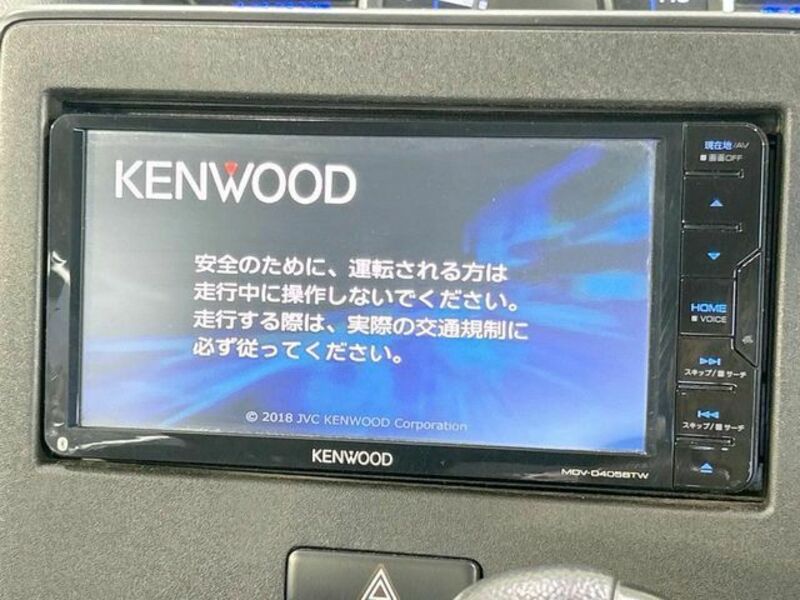 KENWOOD
安全のために、運転される方は
走行中に操作しないでください。
走行する際は、実際の交通規制に
必ず従ってください。
© 2018 JVC KENWOOD Corporation
KENWOOD
MDV-D405BTW
現在地/AV
■画面OFF
HOME
■ VOICE
スキップ/■サーチ
スキップ/■サーチ